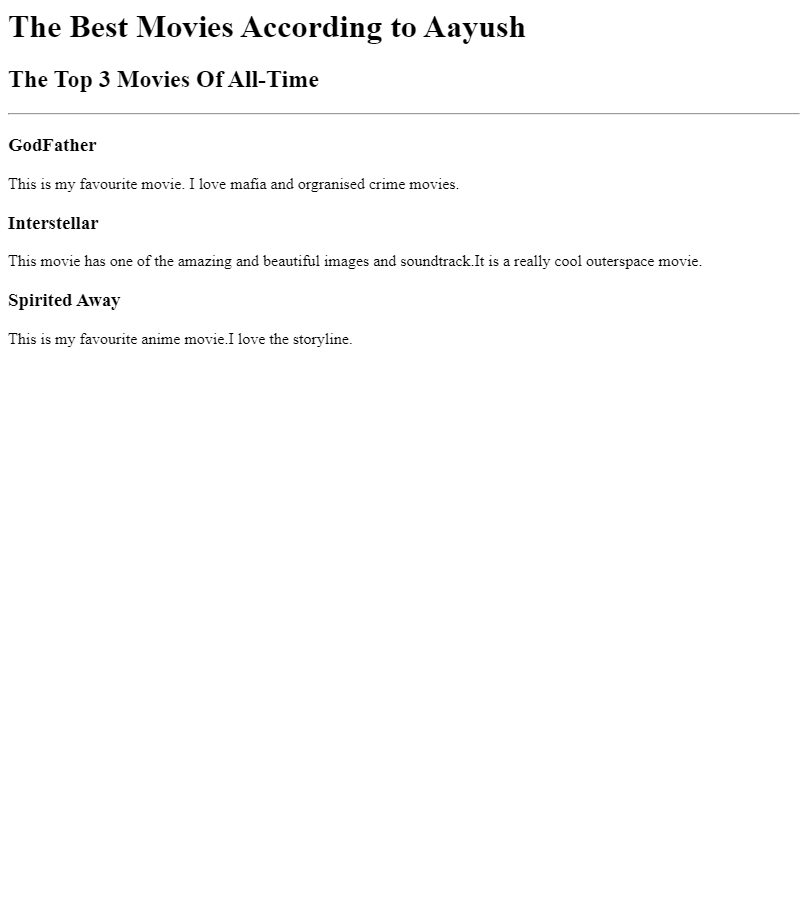 The Best Movies According to Aayush
The Top 3 Movies Of All-Time
GodFather
This is my favourite movie. I love mafia and orgranised crime movies.
Interstellar
This movie has one of the amazing and beautiful images and soundtrack.It is a really cool outerspace movie.
Spirited Away
This is my favourite anime movie.I love the storyline.